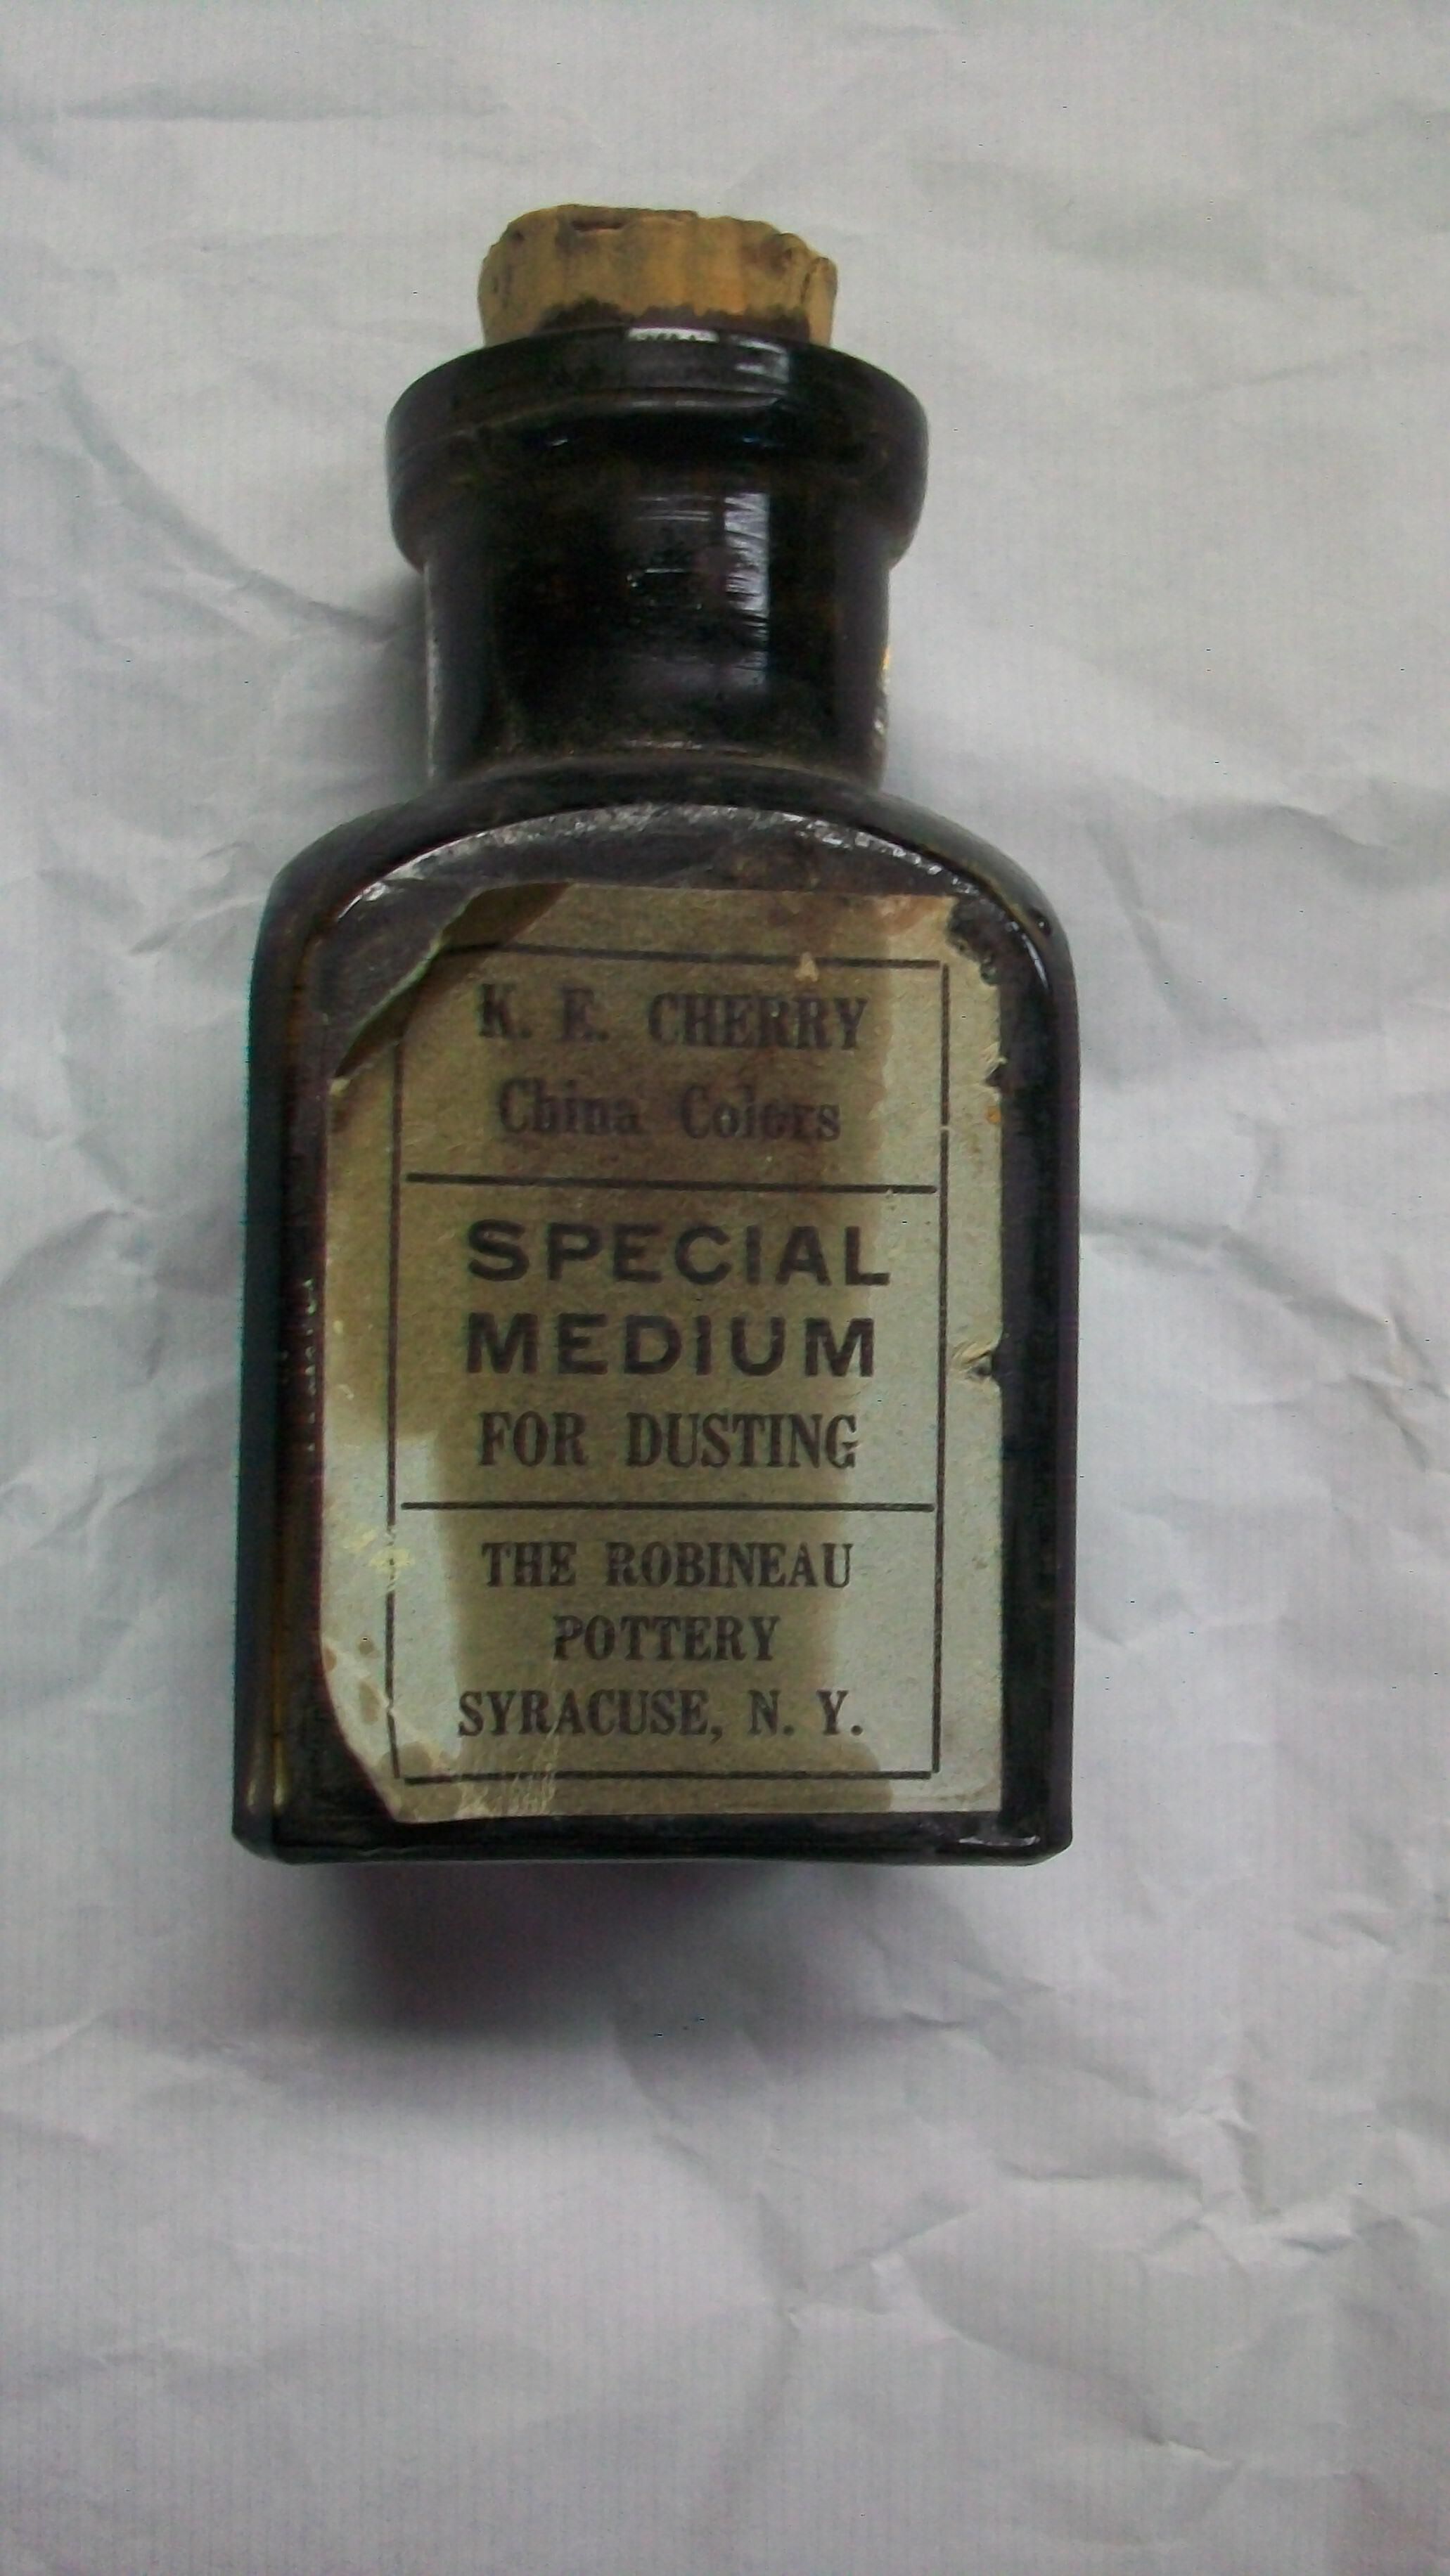 K. E. CHERRY
China Colors
SPECIAL
MEDIUM
FOR DUSTING
THE ROBINEAU
POTTERY
SYRACUSE, N. Y.